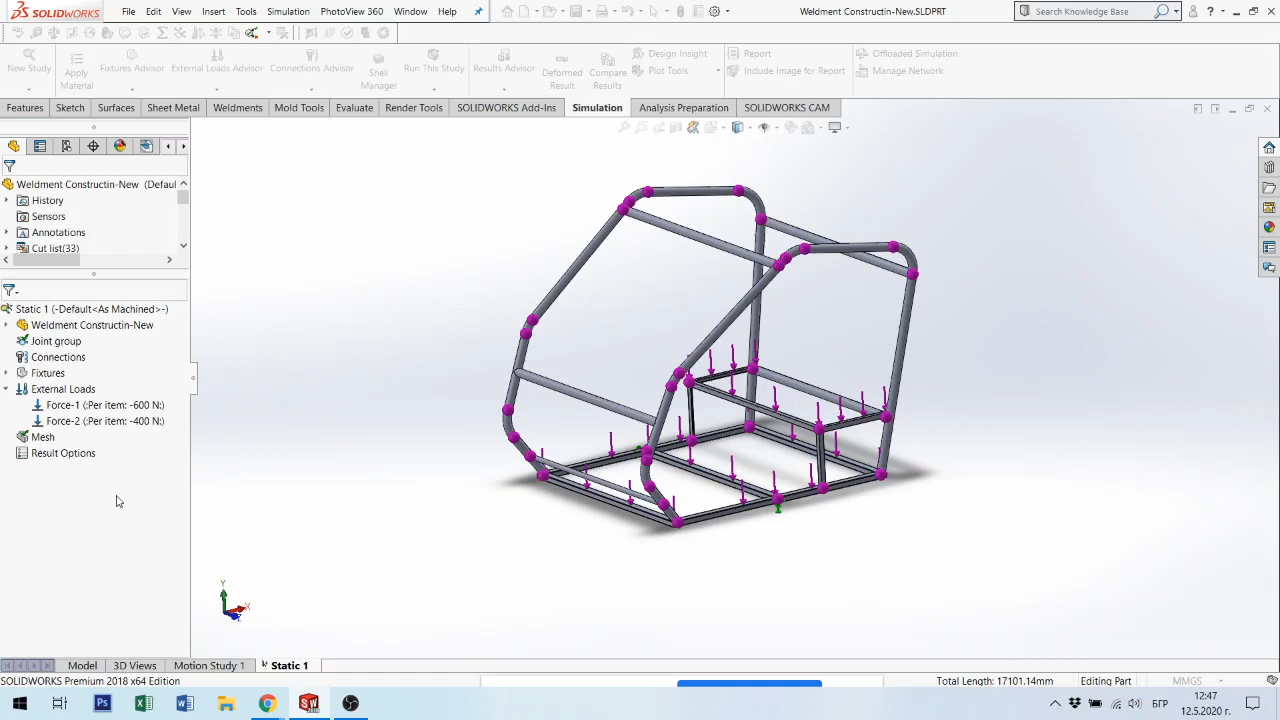 SOLIDWORKS File Edit View Insert Tools Simulation PhotoView 360 Window Help Weldment Constructin-New.SLDPRT Search Knowledge Base ?
New Study Apply Material Fixtures Advisor External Loads Advisor Connections Advisor Shell Manager Run This Study Results Advisor Deformed Result Compare Results Design Insight Plot Tools Report Include Image for Report Offloaded Simulation Manage Network
Features Sketch Surfaces Sheet Metal Weldments Mold Tools Evaluate Render Tools SOLIDWORKS Add-Ins Simulation Analysis Preparation SOLIDWORKS CAM
Weldment Constructin-New (Defaul
History
Sensors
Annotations
Cut list(33)
Static 1 (-Default<As Machined>-)
Weldment Constructin-New
Joint group
Connections
Fixtures
External Loads
Force-1 (:Per item: -600 N:)
Force-2 (:Per item: -400 N:)
Mesh
Result Options
Y
X
Z
Model 3D Views Motion Study 1 Static 1
SOLIDWORKS Premium 2018 x64 Edition Total Length: 17101.14mm Editing Part MMGS
Ps БГР 12:47
12.5.2020 г.